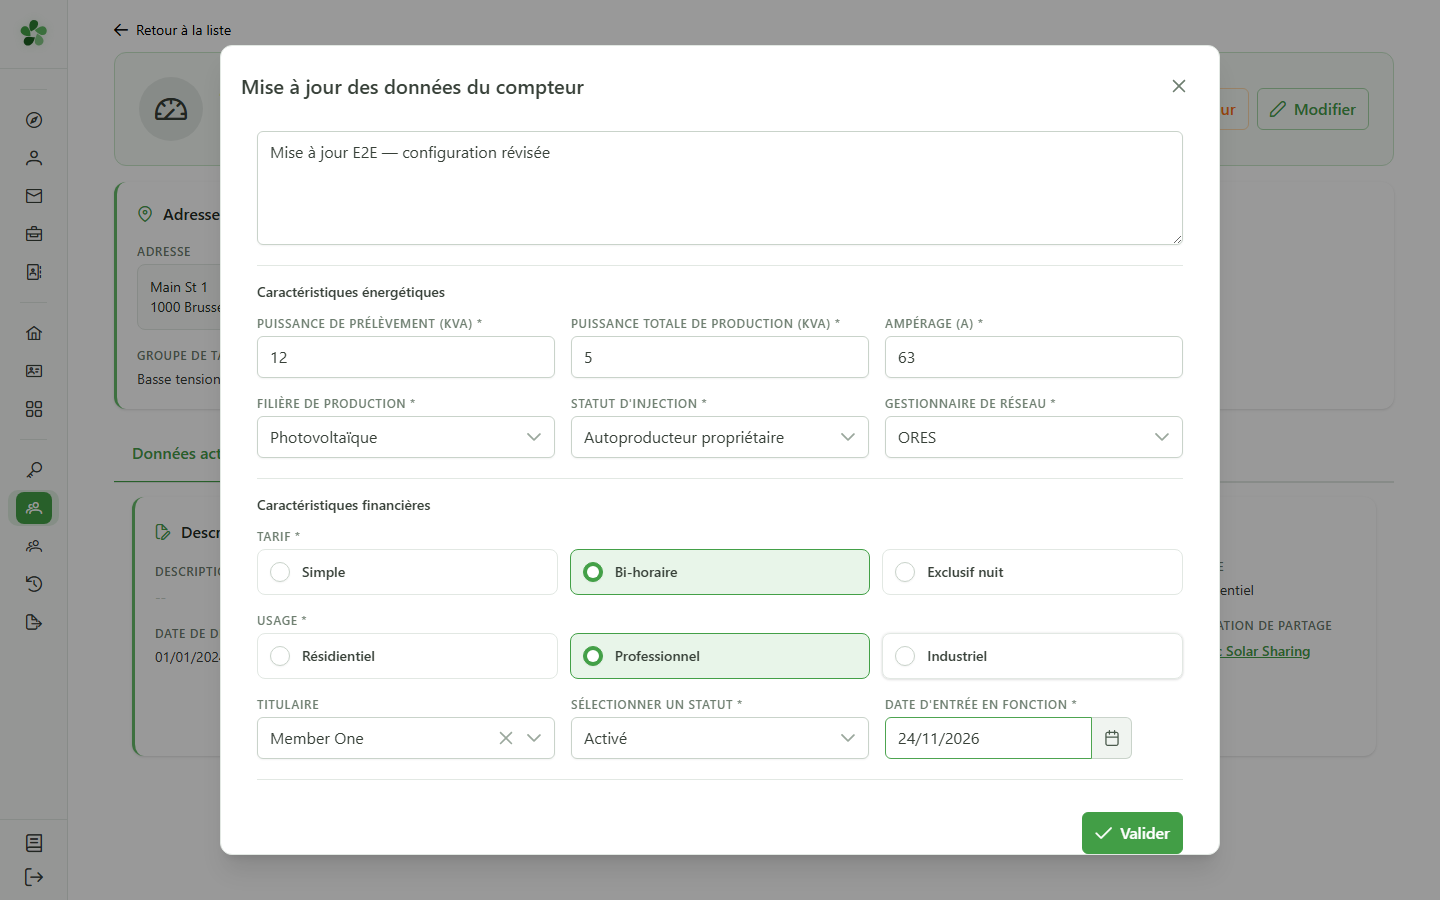 Retour à la liste
Mise à jour des données du compteur
ur
Modifier
Mise à jour E2E — configuration révisée
Adresse
ADRESSE
Main St 1
1000 Brusse
GROUPE DE TA
Basse tension
Caractéristiques énergétiques
PUISSANCE DE PRÉLÈVEMENT (KVA) *
PUISSANCE TOTALE DE PRODUCTION (KVA) *
AMPÉRAGE (A) *
12
5
63
FILIÈRE DE PRODUCTION *
STATUT D'INJECTION *
GESTIONNAIRE DE RÉSEAU *
Photovoltaïque
Autoproducteur propriétaire
ORES
Données act
Caractéristiques financières
Descr
DESCRIPTIO
--
DATE DE D
01/01/202
TARIF *
Simple
Bi-horaire
Exclusif nuit
USAGE *
Résidentiel
Professionnel
Industriel
E
entiel
ATION DE PARTAGE
: Solar Sharing
TITULAIRE
SÉLECTIONNER UN STATUT *
DATE D'ENTRÉE EN FONCTION *
Member One
Activé
24/11/2026
Valider